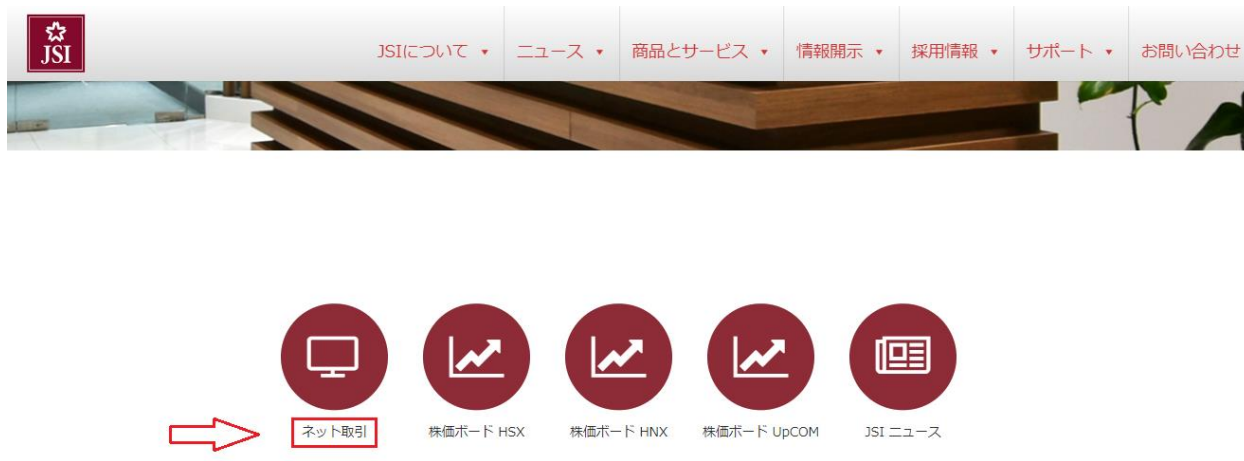 JSI
JSIについて
ニュース
商品とサービス
情報開示
採用情報
サポート
お問い合わせ
ネット取引
株価ボード HSX
株価ボード HNX
株価ボード UpCOM
JSI ニュース